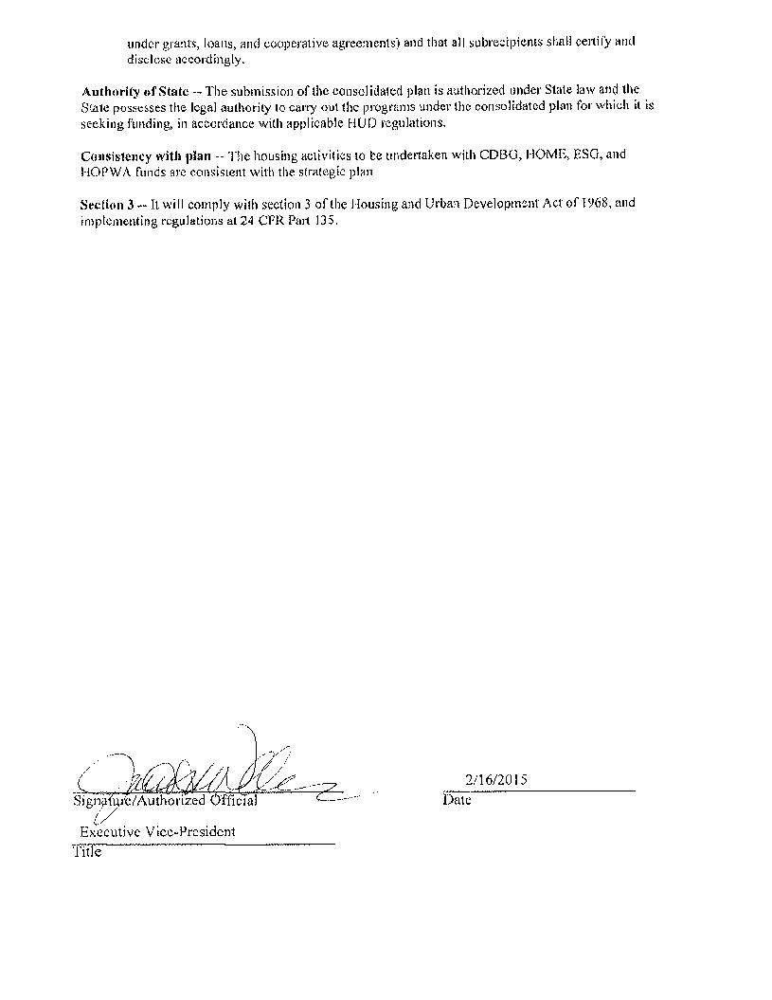 under grants, loans, and cooperative agreements) and that all subrecipients shall certify and
disclose accordingly.
Authority of State -- The submission of the consolidated plan is authorized under State law and the
State possesses the legal authority to carry out the programs under the consolidated plan for which it is
seeking funding, in accordance with applicable HUD regulations.
Consistency with plan -- The housing activities to be undertaken with CDBG, HOME, ESG, and
HOPWA funds are consistent with the strategic plan
Section 3 -- It will comply with section 3 of the Housing and Urban Development Act of 1968, and
implementing regulations at 24 CFR Part 135.
2/16/2015
Signature/Authorized Official Date
Executive Vice-President
Title